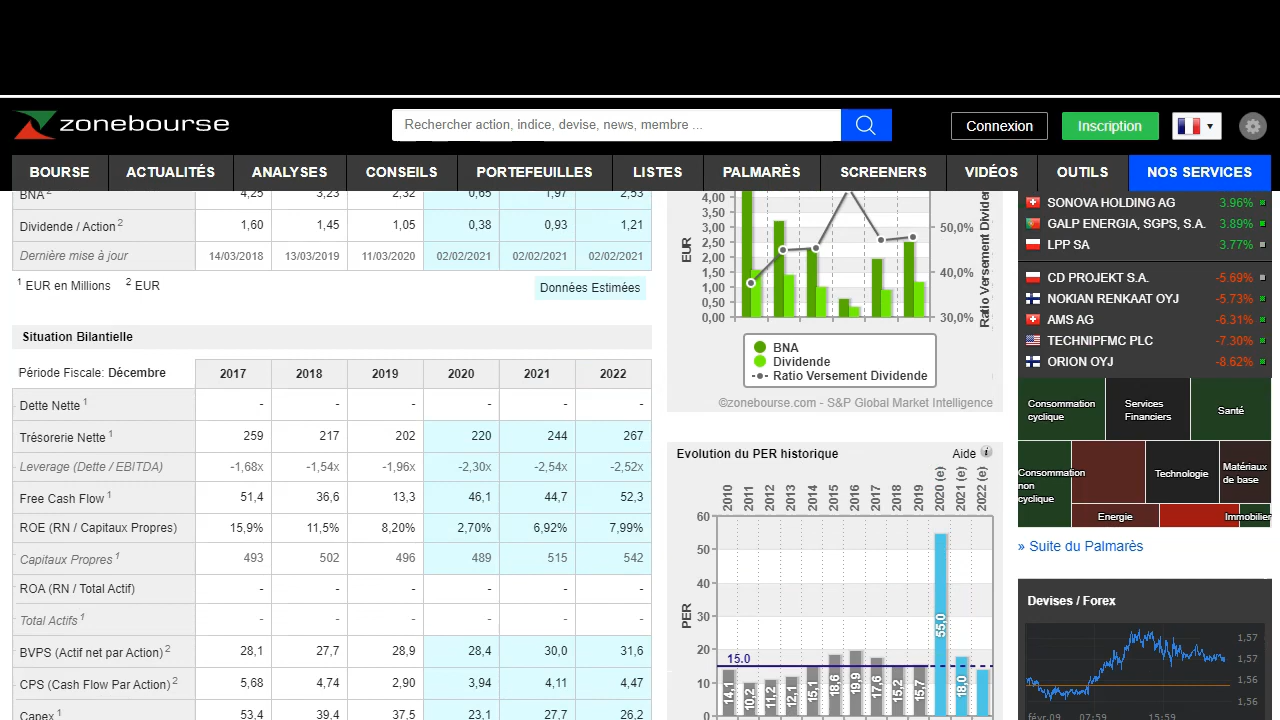 zonebourse
Rechercher action, indice, devise, news, membre ...
Connexion
Inscription
BOURSE ACTUALITÉS ANALYSES CONSEILS PORTEFEUILLES LISTES PALMARÈS SCREENERS VIDÉOS OUTILS NOS SERVICES
BNA 2 4,25 3,23 2,32 0,65 1,97 2,53
Dividende / Action 2 1,60 1,45 1,05 0,38 0,93 1,21
Dernière mise à jour 14/03/2018 13/03/2019 11/03/2020 02/02/2021 02/02/2021 02/02/2021
1 EUR en Millions 2 EUR
Données Estimées
Situation Bilantielle
Période Fiscale: Décembre 2017 2018 2019 2020 2021 2022
Dette Nette 1 - - - - - -
Trésorerie Nette 1 259 217 202 220 244 267
Leverage (Dette / EBITDA) -1,68x -1,54x -1,96x -2,30x -2,54x -2,52x
Free Cash Flow 1 51,4 36,6 13,3 46,1 44,7 52,3
ROE (RN / Capitaux Propres) 15,9% 11,5% 8,20% 2,70% 6,92% 7,99%
Capitaux Propres 1 493 502 496 489 515 542
ROA (RN / Total Actif) - - - - - -
Total Actifs 1 - - - - - -
BVPS (Actif net par Action) 2 28,1 27,7 28,9 28,4 30,0 31,6
CPS (Cash Flow Par Action) 2 5,68 4,74 2,90 3,94 4,11 4,47
Capex 1 53,4 39,4 37,5 23,1 27,7 26,2
4,00
3,50
3,00
2,50
2,00
1,50
1,00
0,50
0,00
EUR
50,0%
40,0%
30,0%
Ratio Versement Dividen
BNA
Dividende
Ratio Versement Dividende
©zonebourse.com - S&P Global Market Intelligence
Evolution du PER historique
Aide
2010 2011 2012 2013 2014 2015 2016 2017 2018 2019 2020 (e) 2021 (e) 2022 (e)
60
50
40
30
20
10
0
PER
15.0
14,1 10,2 11,2 12,1 15,1 18,6 19,9 17,6 15,2 15,7 55,0 18,0 14,0
SONOVA HOLDING AG 3.96%
GALP ENERGIA, SGPS, S.A. 3.89%
LPP SA 3.77%
CD PROJEKT S.A. -5.69%
NOKIAN RENKAAT OYJ -5.73%
AMS AG -6.31%
TECHNIPFMC PLC -7.30%
ORION OYJ -8.62%
Consommation
cyclique
Services
Financiers
Santé
Consommation
non
cyclique
Technologie
Matériaux
de base
Energie
Immobilier
» Suite du Palmarès
Devises / Forex
1,57
1,57
1,56
1,56
févr.09 07:59 15:59